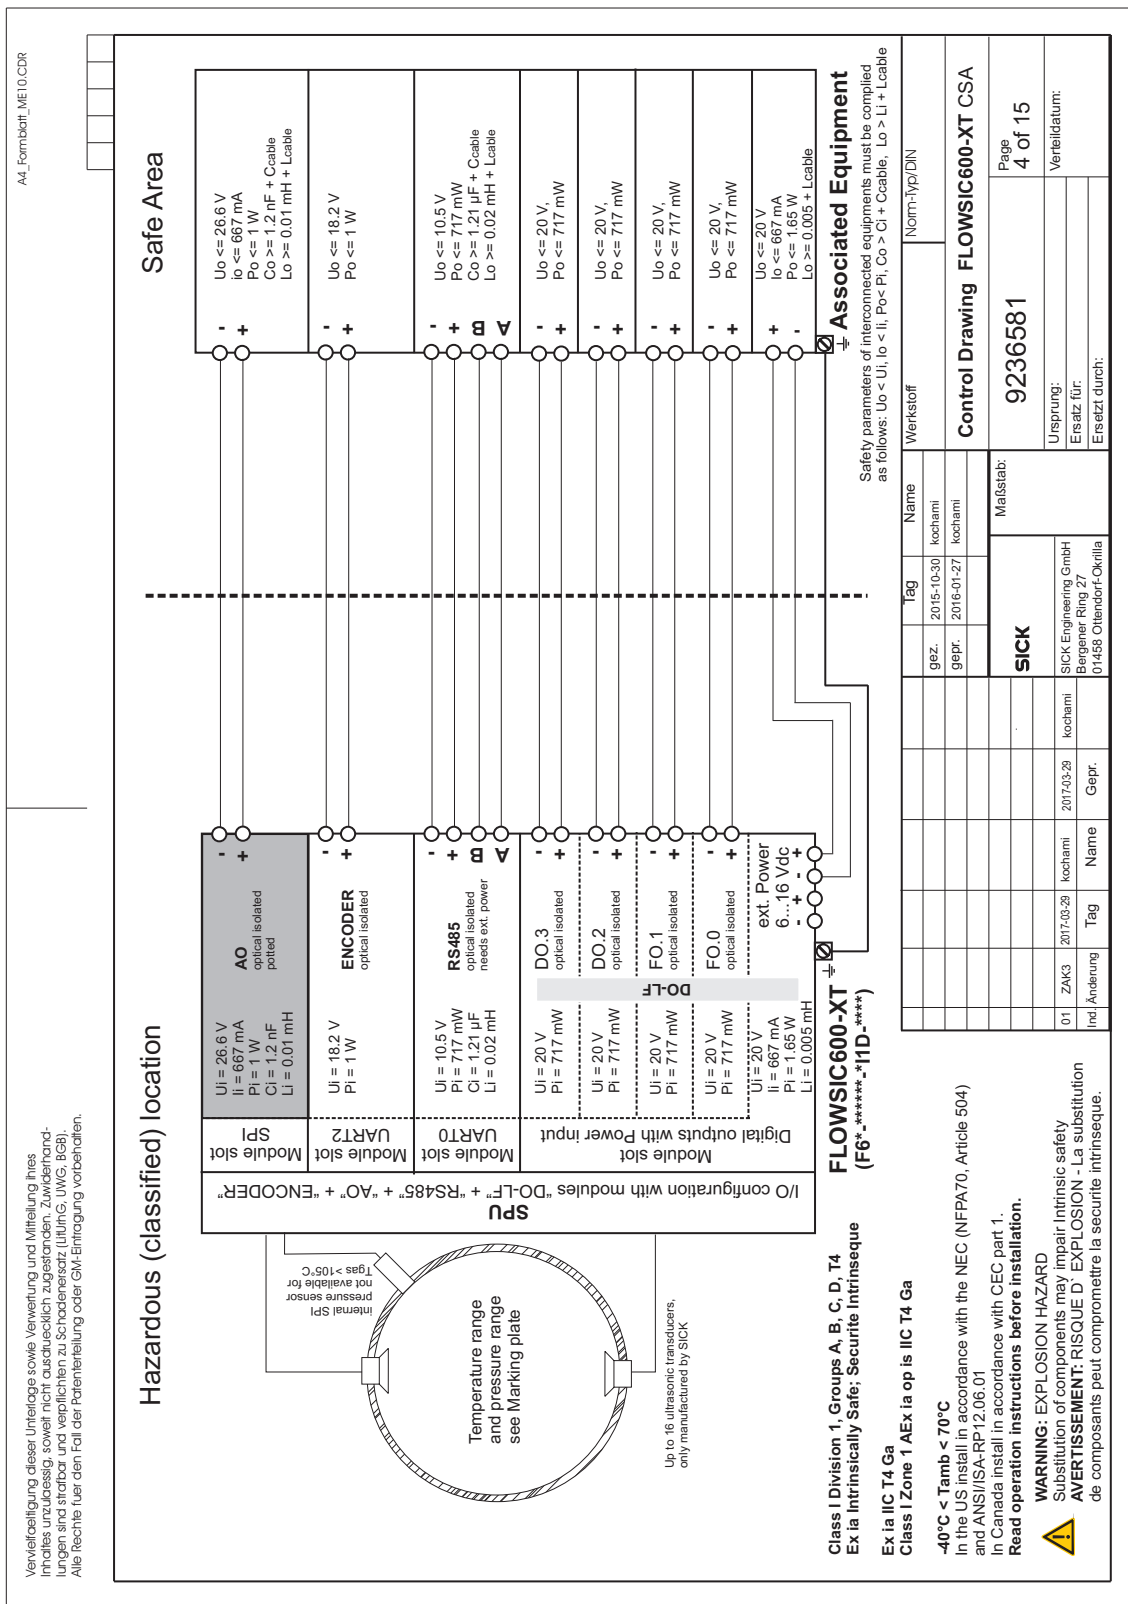 Vervielfaeltigung dieser Unterlage sowie Verwertung und Mitteilung ihres
Inhaltes unzulaessig, soweit nicht ausdruecklich zugestanden. Zuwiderhand-
lungen sind strafbar und verpflichten zu Schadenersatz (LitUrhG, UWG, BGB).
Alle Rechte fuer den Fall der Patenterteilung oder GM-Eintragung vorbehalten.
A4_Formblatt_ME10.CDR
Hazardous (classified) location
Safe Area
Temperature range
and pressure range
see Marking plate
internal SPI
pressure sensor
not available for
Tgas >105°C
Up to 16 ultrasonic transducers,
only manufactured by SICK
SPU
I/O configuration with modules "DO-LF" + "RS485" + "AO" + "ENCODER"
Module slot
SPI
Ui = 26.6 V
Ii = 667 mA
Pi = 1 W
Ci = 1.2 nF
Li = 0.01 mH
AO
optical isolated
potted
-
+
Module slot
UART2
Ui = 18.2 V
Pi = 1 W
ENCODER
optical isolated
-
+
Module slot
UART0
Ui = 10.5 V
Pi = 717 mW
Ci = 1.21 µF
Li = 0.02 mH
RS485
optical isolated
needs ext. power
-
+
B
A
Module slot
Digital outputs with Power input
DO-LF
Ui = 20 V
Pi = 717 mW
DO.3
optical isolated
-
+
Ui = 20 V
Pi = 717 mW
DO.2
optical isolated
-
+
Ui = 20 V
Pi = 717 mW
FO.1
optical isolated
-
+
Ui = 20 V
Pi = 717 mW
FO.0
optical isolated
-
+
Ui = 20 V
Ii = 667 mA
Pi = 1.65 W
Li = 0.005 mH
ext. Power
6...16 Vdc
- + - +
-
+
Uo <= 26.6 V
io <= 667 mA
Po <= 1 W
Co >= 1.2 nF + Ccable
Lo >= 0.01 mH + Lcable
-
+
Uo <= 18.2 V
Po <= 1 W
-
+
B
A
Uo <= 10.5 V
Po <= 717 mW
Co >= 1.21 µF + Ccable
Lo >= 0.02 mH + Lcable
-
+
Uo <= 20 V,
Po <= 717 mW
-
+
Uo <= 20 V,
Po <= 717 mW
-
+
Uo <= 20 V,
Po <= 717 mW
-
+
Uo <= 20 V,
Po <= 717 mW
+
-
Uo <= 20 V
Io <= 667 mA
Po <= 1.65 W
Lo >= 0.005 + Lcable
FLOWSIC600-XT
(F6*-******-*I1D-****)
Associated Equipment
Safety parameters of interconnected equipments must be complied
as follows: Uo < Ui, Io < Ii, Po< Pi, Co > Ci + Ccable, Lo > Li + Lcable
Class I Division 1, Groups A, B, C, D, T4
Ex ia Intrinsically Safe; Securite Intrinseque
Ex ia IIC T4 Ga
Class I Zone 1 AEx ia op is IIC T4 Ga
-40°C < Tamb < 70°C
In the US install in accordance with the NEC (NFPA70, Article 504)
and ANSI/ISA-RP12.06.01
In Canada install in accordance with CEC part 1.
Read operation instructions before installation.
WARNING: EXPLOSION HAZARD
Substitution of components may impair Intrinsic safety
AVERTISSEMENT: RISQUE D` EXPLOSION - La substitution
de composants peut compromettre la securite intrinseque.
Tag Name
gez. 2015-10-30 kochami
gepr. 2016-01-27 kochami
Werkstoff
Norm-Typ/DIN
Control Drawing FLOWSIC600-XT CSA
SICK
Maßstab:
9236581
Page
4 of 15
SICK Engineering GmbH
Bergener Ring 27
01458 Ottendorf-Okrilla
Ursprung:
Ersatz für:
Ersetzt durch:
Verteildatum:
01 ZAK3 2017-03-29 kochami 2017-03-29 kochami
Ind. Änderung Tag Name Gepr.